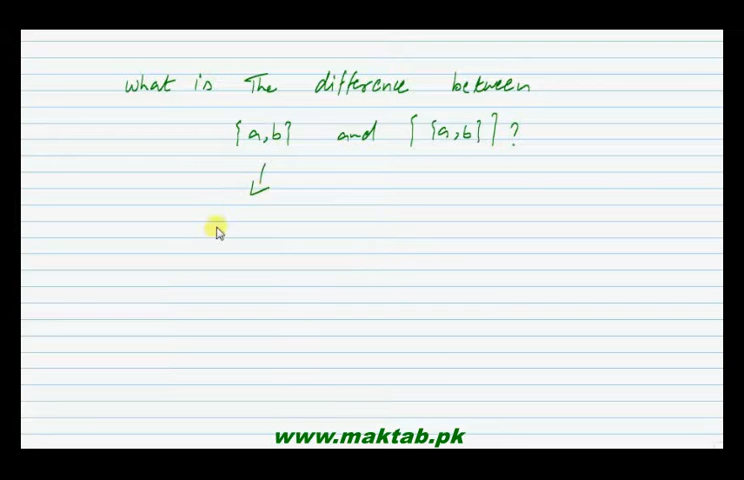 what is The difference between
{a,b} and { {a,b} } ?
www.maktab.pk